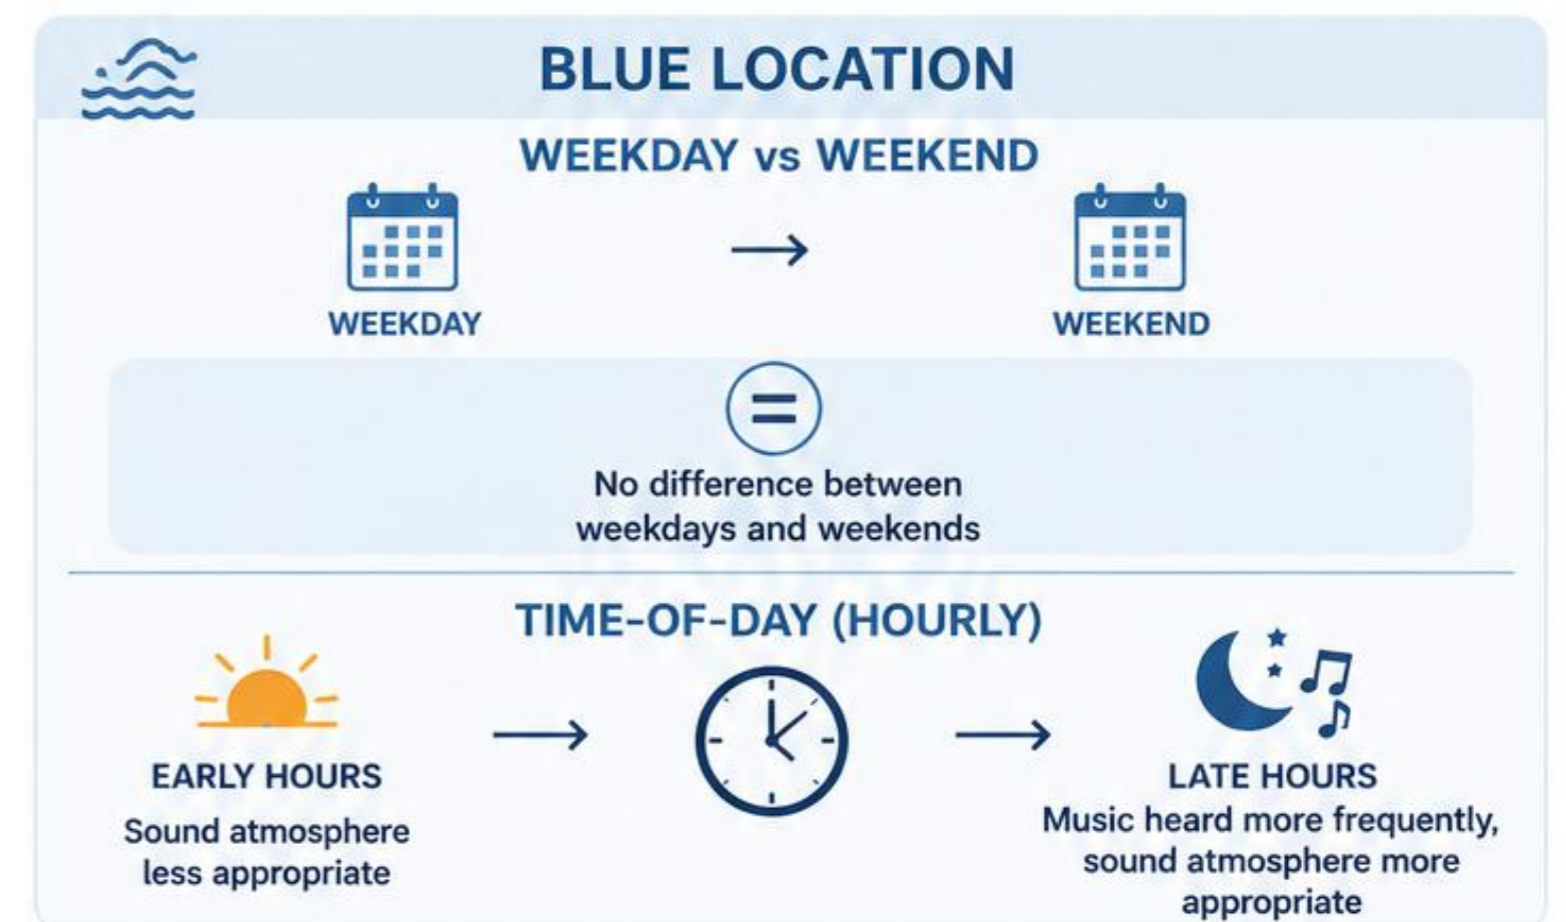 BLUE LOCATION
WEEKDAY vs WEEKEND
WEEKDAY
WEEKEND
No difference between
weekdays and weekends
TIME-OF-DAY (HOURLY)
EARLY HOURS
Sound atmosphere
less appropriate
LATE HOURS
Music heard more frequently,
sound atmosphere more
appropriate